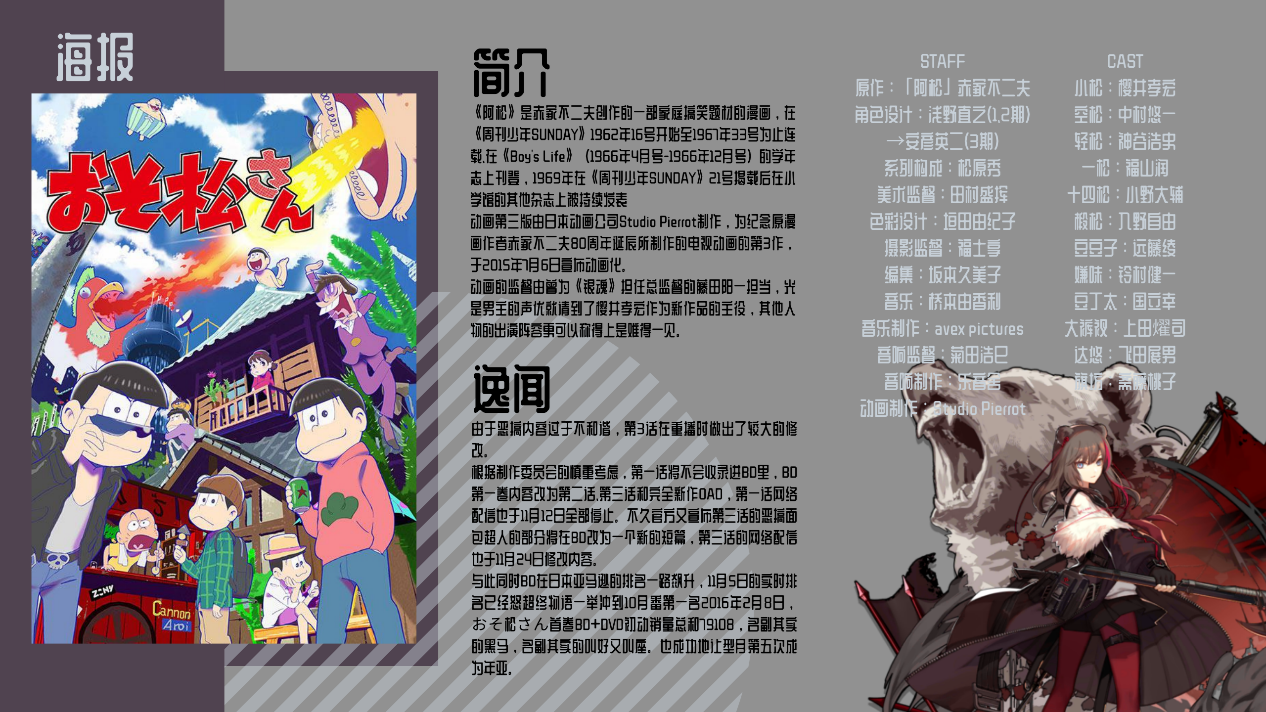 海报
おそ松さん
Cannon
Aroi
简介
《阿松》是赤冢不二夫创作的一部家庭搞笑题材的漫画，在
《周刊少年SUNDAY》1962年16号开始至1967年33号为止连
载.在《Boy's Life》（1966年4月号-1966年12月号）的学年
志上刊登，1969年在《周刊少年SUNDAY》21号揭载后在小
学馆的其他杂志上被持续发表
动画第三版由日本动画公司Studio Pierrot制作，为纪念原漫
画作者赤冢不二夫80周年诞辰所制作的电视动画的第3作，
于2015年7月6日宣布动画化。
动画的监督由曾为《银魂》担任总监督的藤田阳一担当，光
是男主的声优就请到了樱井孝宏作为新作品的主役，其他人
物的出演阵容更可以称得上是难得一见。
逸闻
由于恶搞内容过于不和谐，第3话在重播时做出了较大的修
改。
根据制作委员会的慎重考虑，第一话将不会收录进BD里，BD
第一卷内容改为第二话.第三话和完全新作OAD，第一话网络
配信也于11月12日全部停止。不久官方又宣布第三话的恶搞面
包超人的部分将在BD改为一个新的短篇，第三话的网络配信
也于11月24日修改内容。
与此同时BD在日本亚马逊的排名一路飙升，11月5日的实时排
名已经怒超终物语一举冲到10月番第一名2016年2月8日，
おそ松さん首卷BD+DVD初动销量总和79108，名副其实
的黑马，名副其实的叫好又叫座。也成功地让型月第五次成
为年亚。
STAFF
原作：「阿松」赤冢不二夫
角色设计：浅野直之(1.2期)
→安彦英二(3期)
系列构成：松原秀
美术监督：田村盛挥
色彩设计：垣田由纪子
摄影监督：福士享
编集：坂本久美子
音乐：桥本由香利
音乐制作：avex pictures
音响监督：菊田浩巳
音响制作：乐音舍
动画制作：Studio Pierrot
CAST
小松：樱井孝宏
空松：中村悠一
轻松：神谷浩史
一松：福山润
十四松：小野大辅
椴松：入野自由
豆豆子：远藤绫
嫌味：铃村健一
豆丁太：国立幸
大裤衩：上田燿司
达悠：飞田展男
旗坊：斋藤桃子